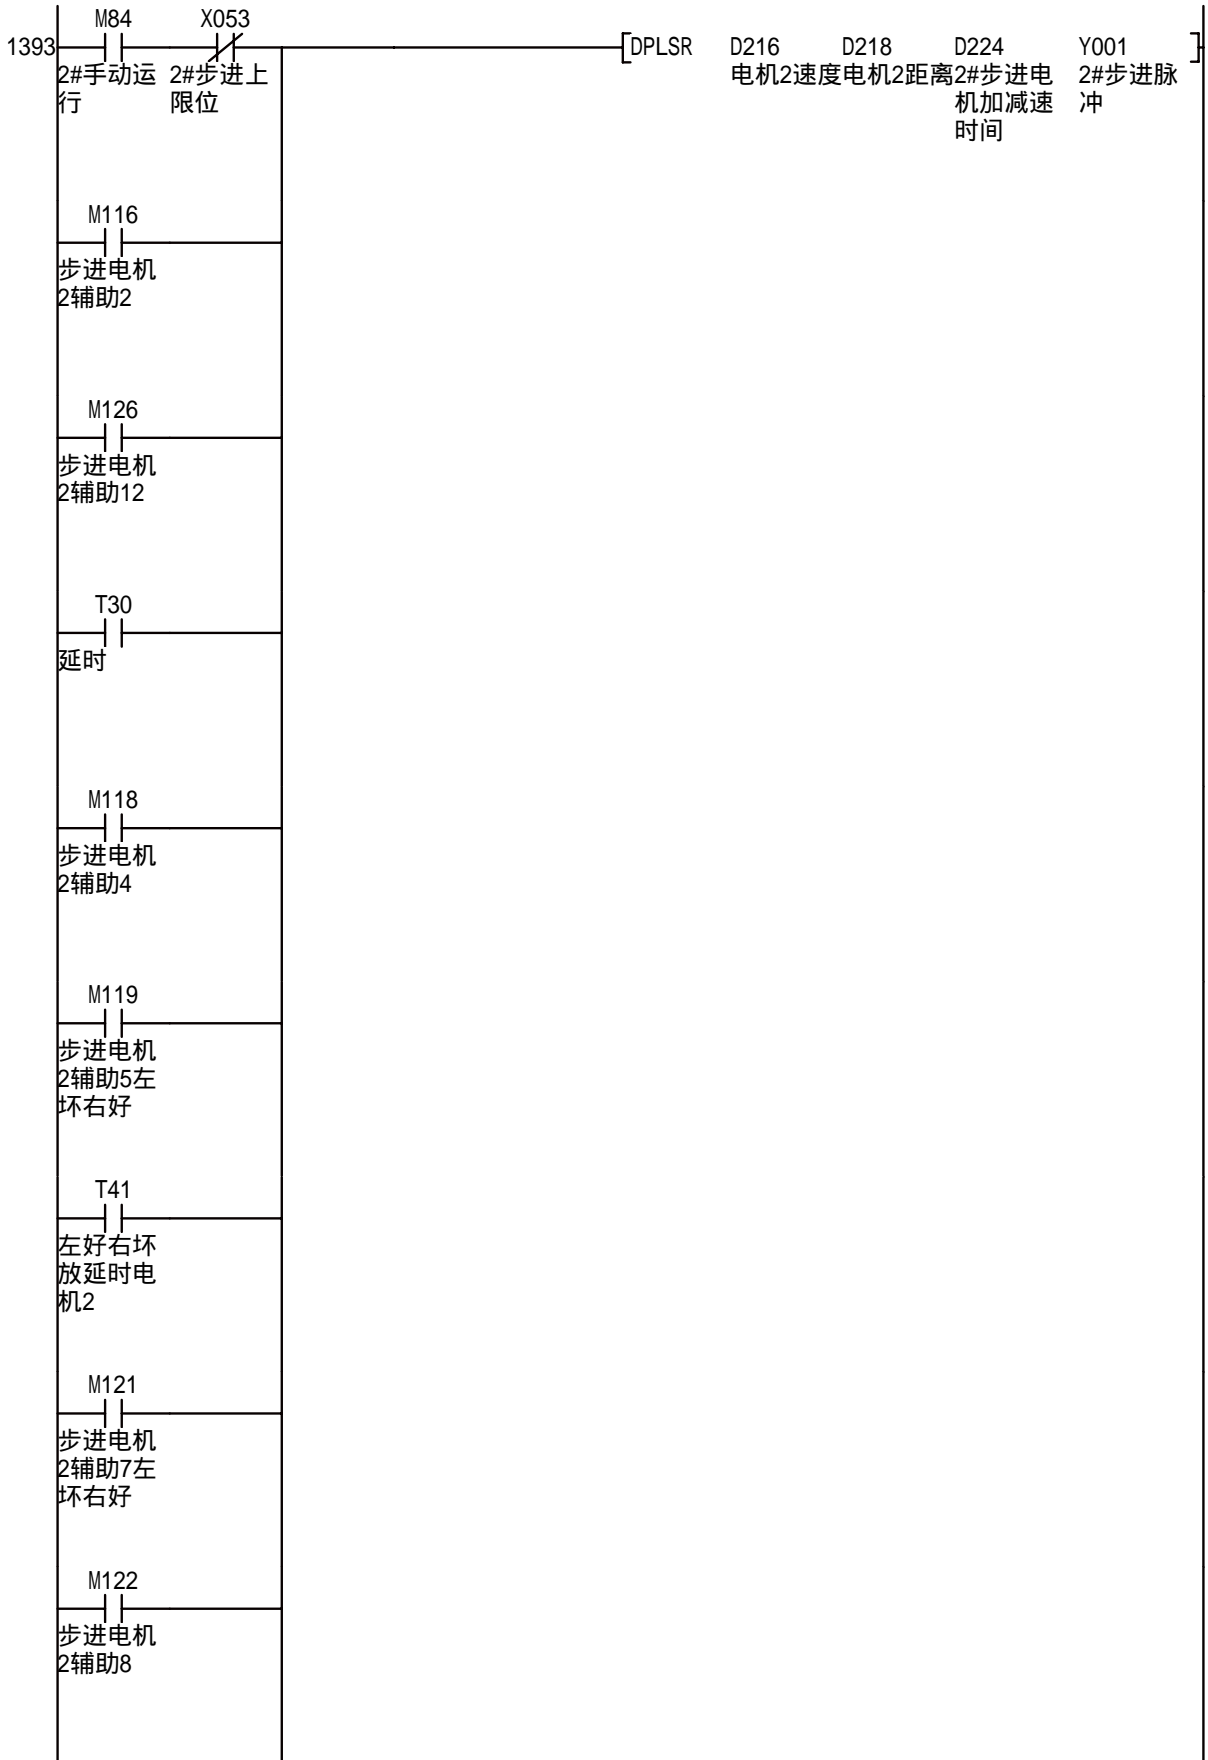 M84 X053
1393 [DPLSR D216 D218 D224 Y001 ]
2#手动运 2#步进上 电机2速度 电机2距离 2#步进电 2#步进脉
行 限位 机加减速 冲
时间
M116
步进电机
2辅助2
M126
步进电机
2辅助12
T30
延时
M118
步进电机
2辅助4
M119
步进电机
2辅助5左
坏右好
T41
左好右坏
放延时电
机2
M121
步进电机
2辅助7左
坏右好
M122
步进电机
2辅助8